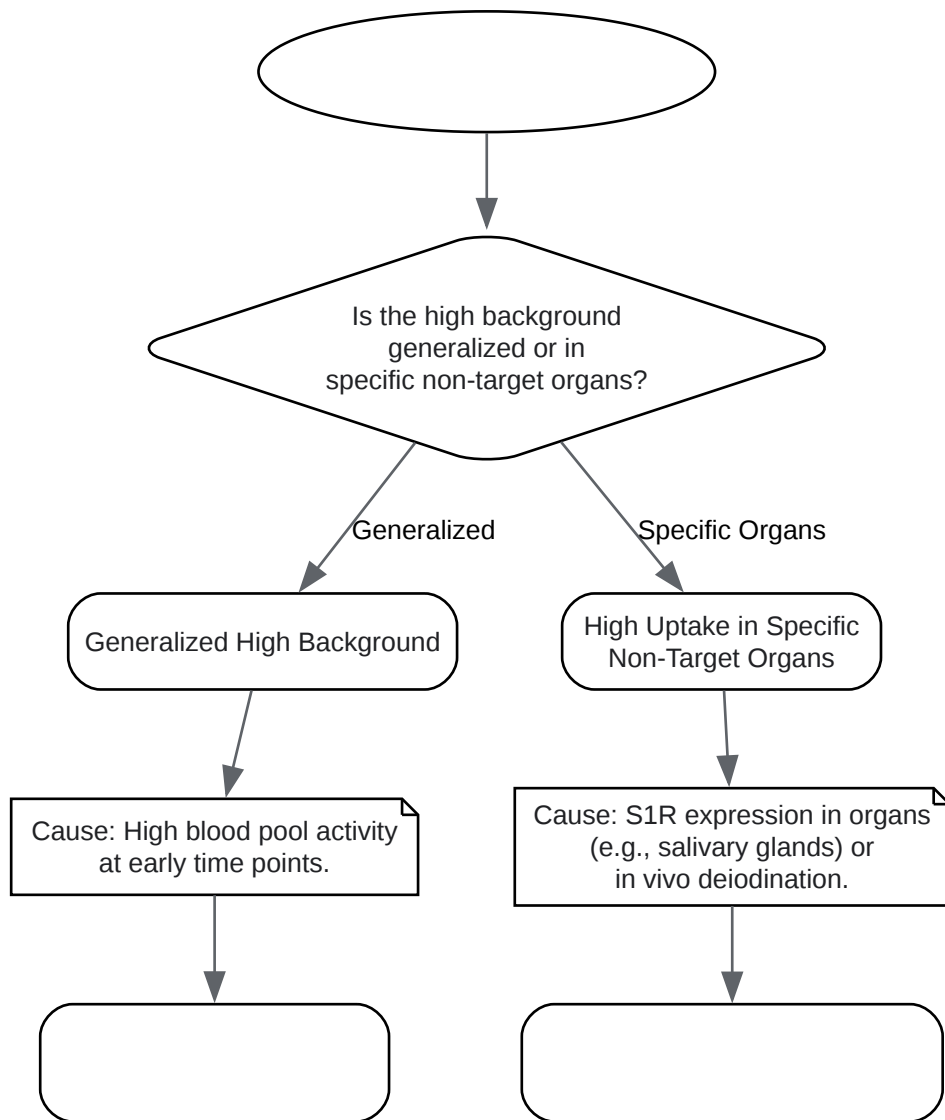 Is the high background
generalized or in
specific non-target organs?
Generalized
Specific Organs
Generalized High Background
High Uptake in Specific
Non-Target Organs
Cause: High blood pool activity
at early time points.
Cause: S1R expression in organs
(e.g., salivary glands) or
in vivo deiodination.